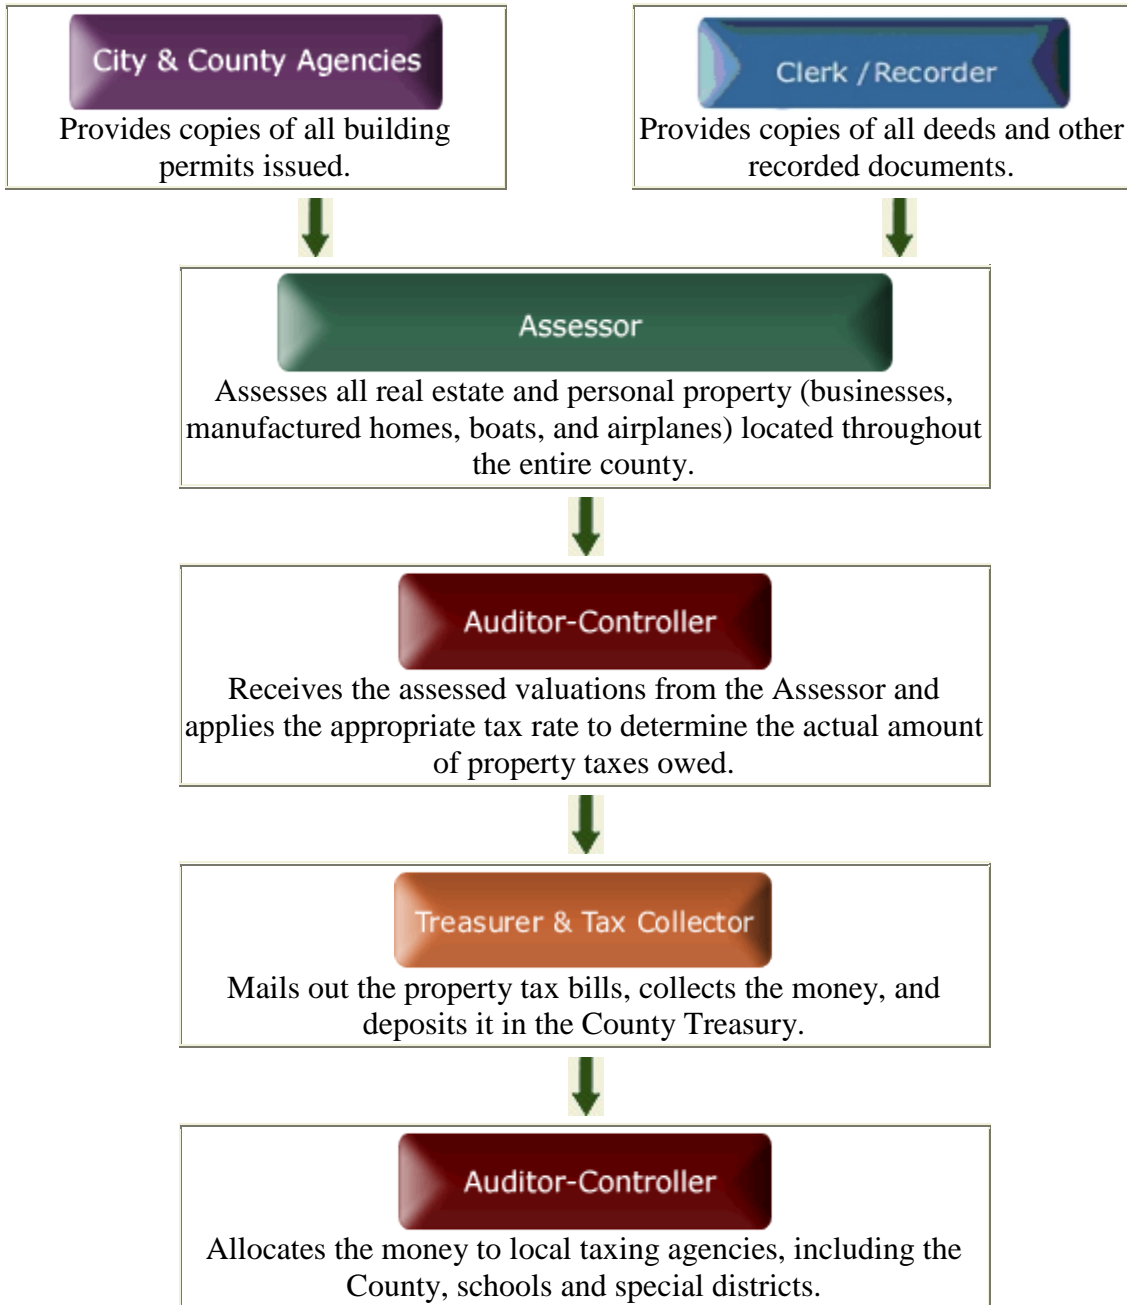 City & County Agencies
Provides copies of all building
permits issued.
Clerk / Recorder
Provides copies of all deeds and other
recorded documents.
Assessor
Assesses all real estate and personal property (businesses,
manufactured homes, boats, and airplanes) located throughout
the entire county.
Auditor-Controller
Receives the assessed valuations from the Assessor and
applies the appropriate tax rate to determine the actual amount
of property taxes owed.
Treasurer & Tax Collector
Mails out the property tax bills, collects the money, and
deposits it in the County Treasury.
Auditor-Controller
Allocates the money to local taxing agencies, including the
County, schools and special districts.